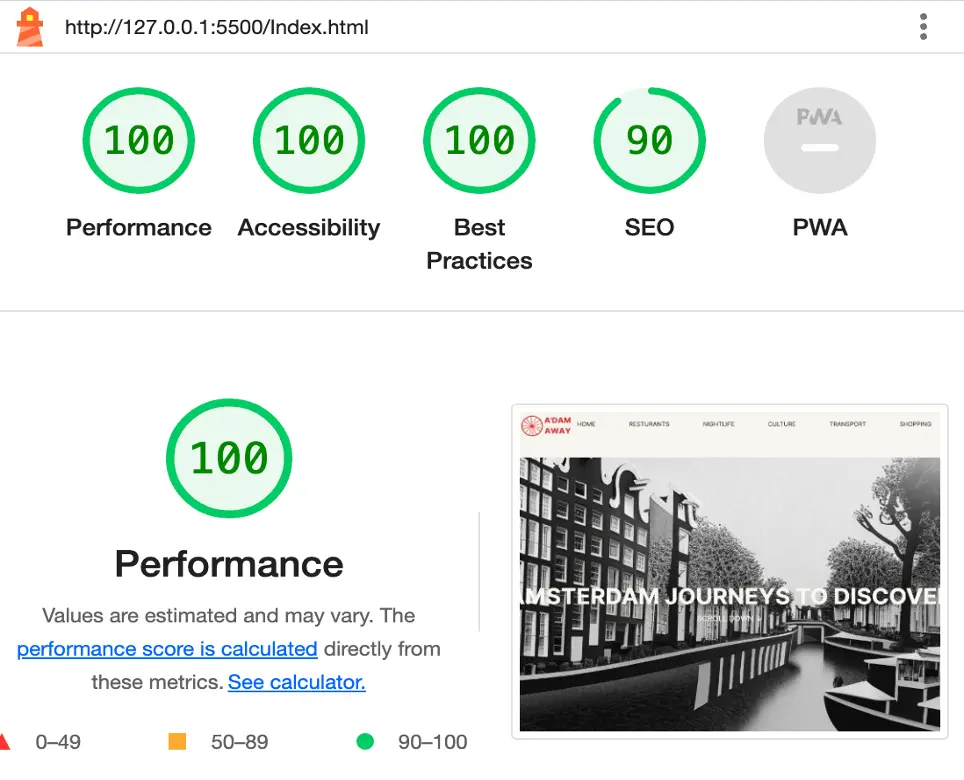 http://127.0.0.1:5500/Index.html
100
100
100
90
PWA
Performance
Accessibility
Best
Practices
SEO
PWA
100
Performance
Values are estimated and may vary. The
performance score is calculated directly from
these metrics. See calculator.
0–49
50–89
90–100
A'DAM
AWAY
HOME
RESTURANTS
NIGHTLIFE
CULTURE
TRANSPORT
SHOPPING
AMSTERDAM JOURNEYS TO DISCOVER
SCROLL DOWN